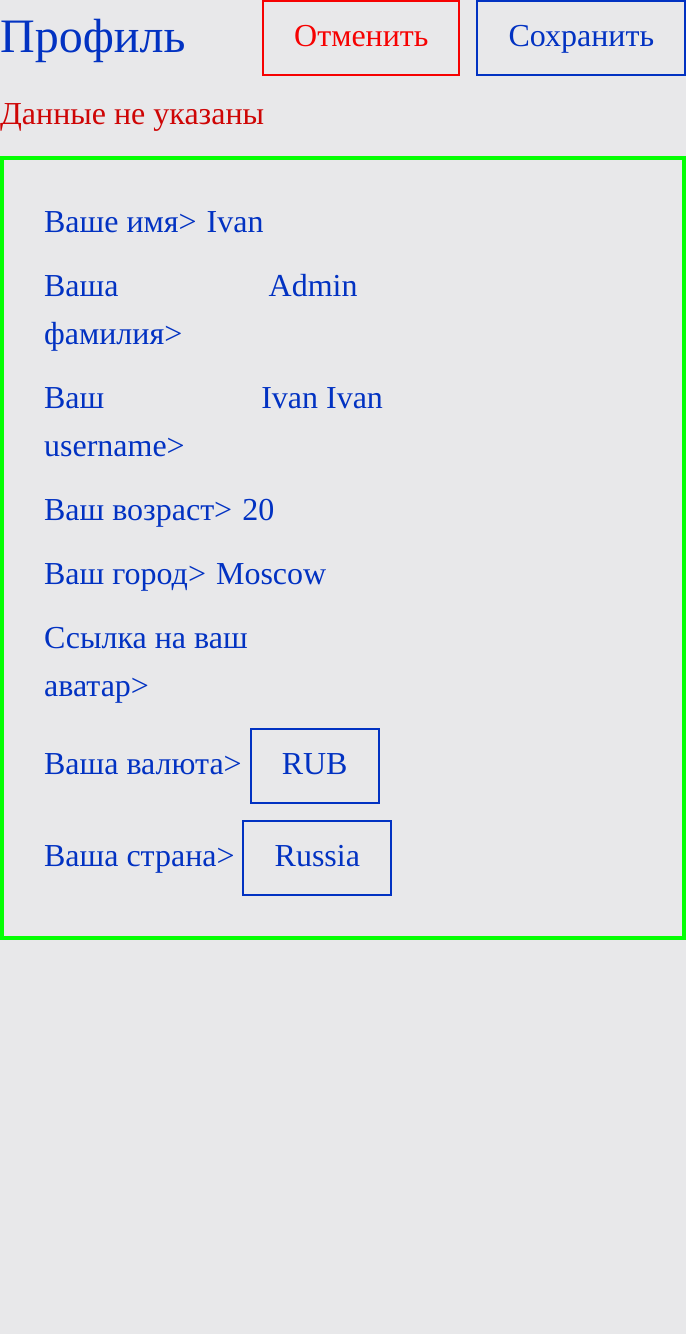 Профиль Отменить Сохранить
Данные не указаны
Ваше имя> Ivan
Ваша Admin
фамилия>
Ваш Ivan Ivan
username>
Ваш возраст> 20
Ваш город> Moscow
Ссылка на ваш
аватар>
Ваша валюта> RUB
Ваша страна> Russia